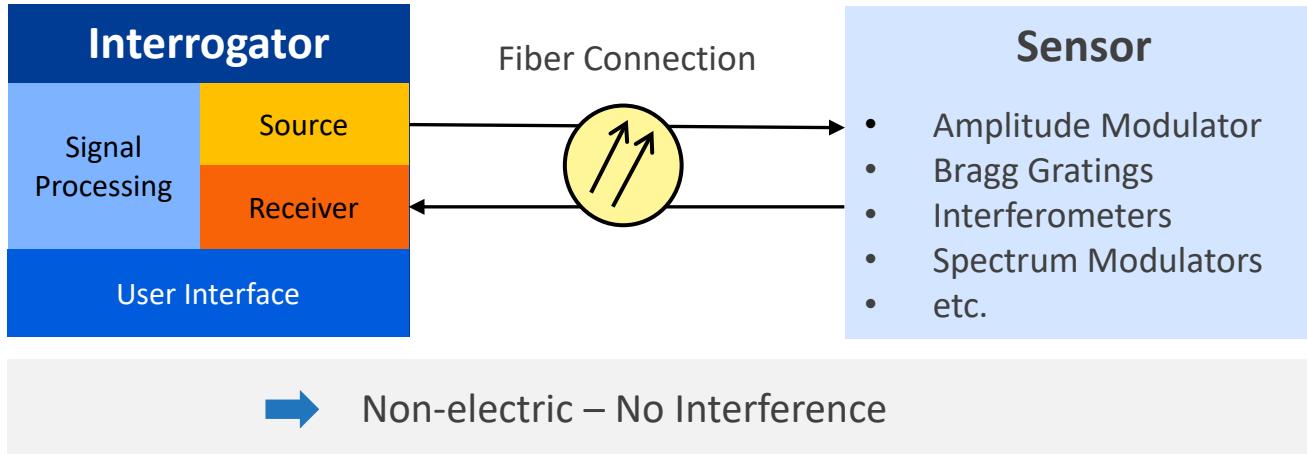 Interrogator
Signal
Processing
Source
Receiver
User Interface
Fiber Connection
Sensor
• Amplitude Modulator
• Bragg Gratings
• Interferometers
• Spectrum Modulators
• etc.
Non-electric – No Interference